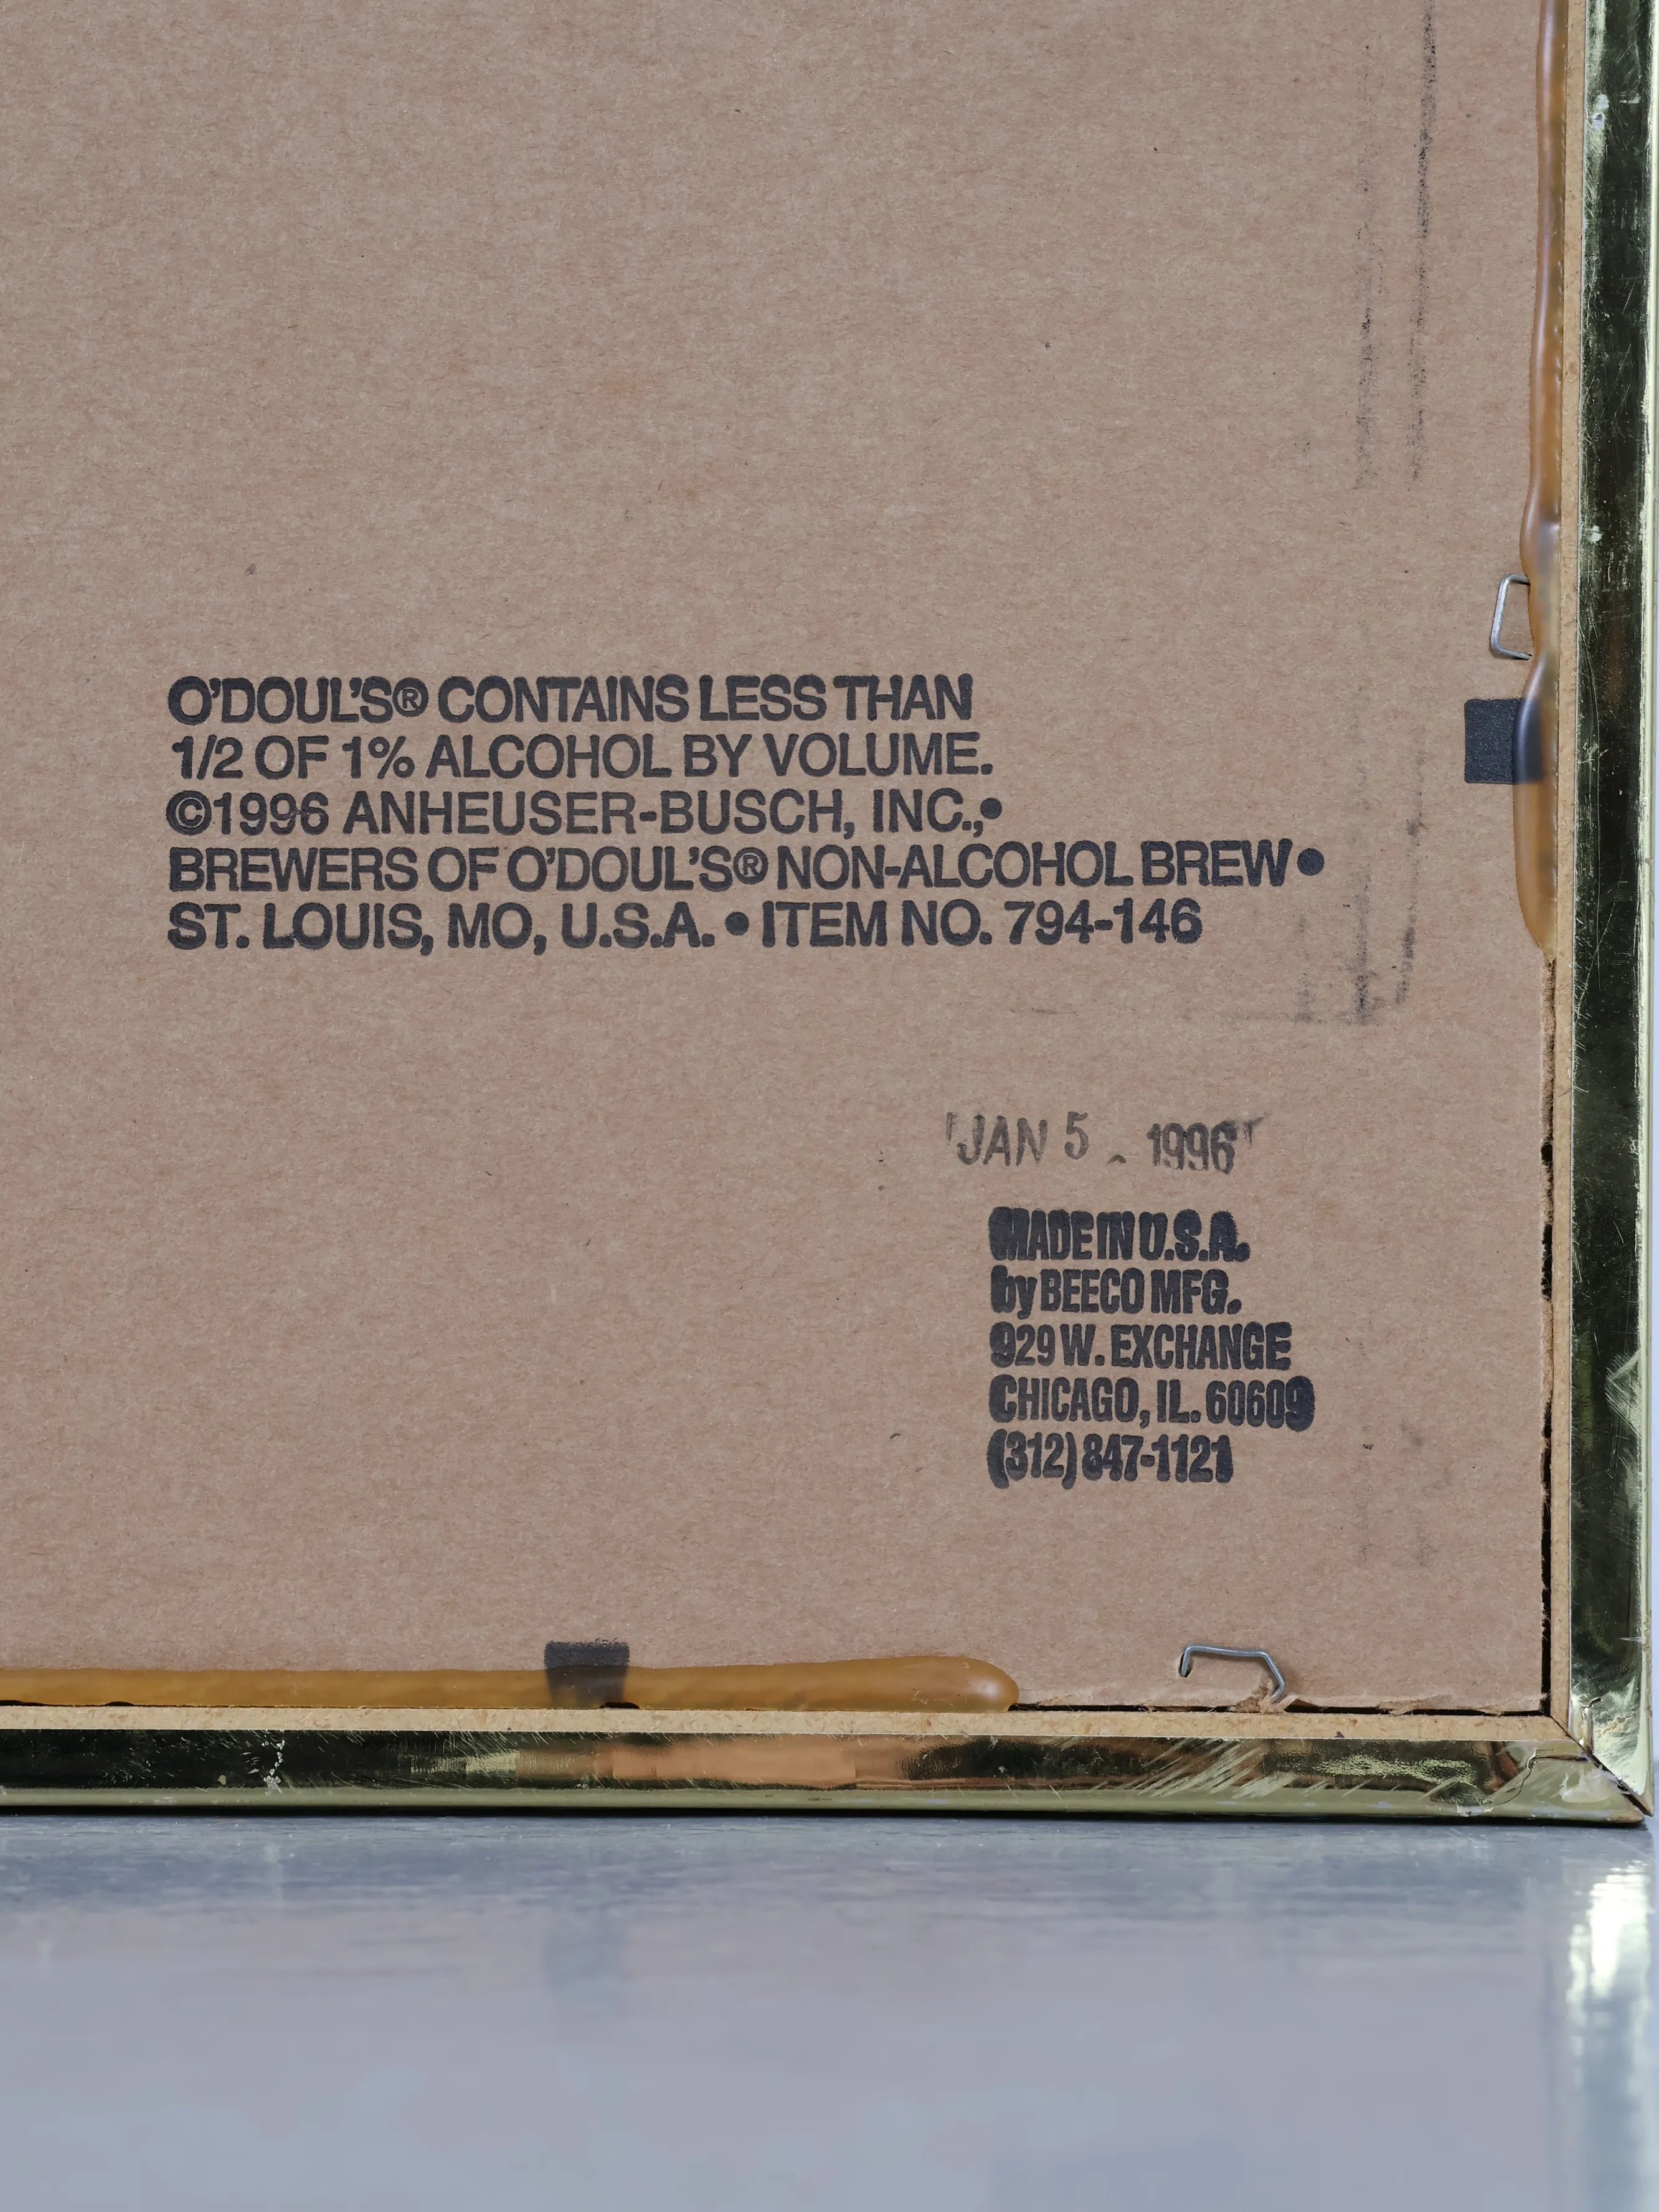 O'DOUL'S® CONTAINS LESS THAN
1/2 OF 1% ALCOHOL BY VOLUME.
©1996 ANHEUSER-BUSCH, INC.,•
BREWERS OF O'DOUL'S® NON-ALCOHOL BREW•
ST. LOUIS, MO, U.S.A. • ITEM NO. 794-146
JAN 5 1996
MADE IN U.S.A.
by BEECO MFG.
929 W. EXCHANGE
CHICAGO, IL. 60609
(312) 847-1121